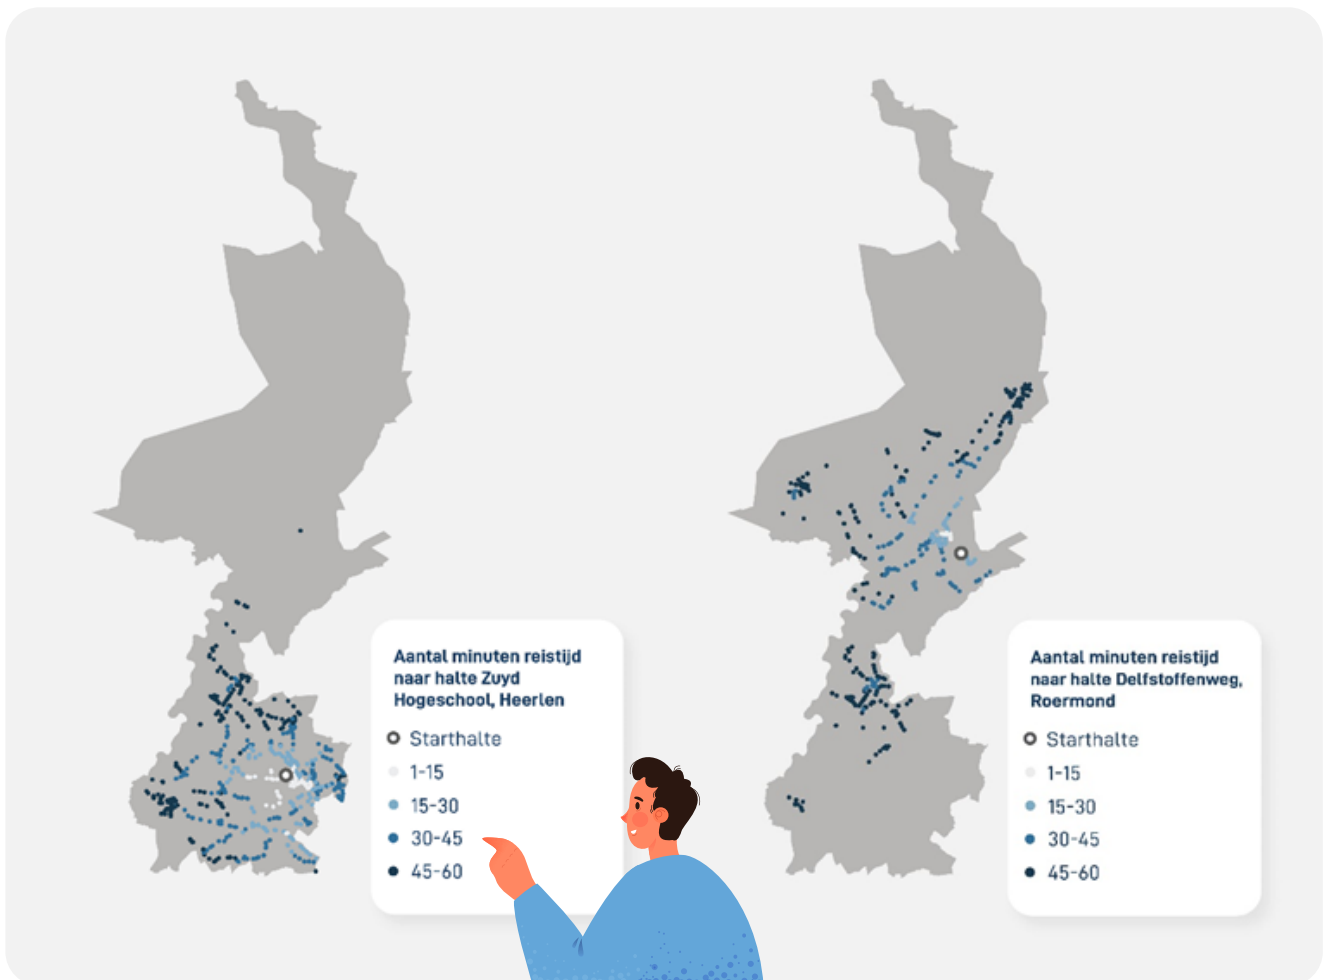 Aantal minuten reistijd
naar halte Zuyd
Hogeschool, Heerlen
Starthalte
1-15
15-30
30-45
45-60
Aantal minuten reistijd
naar halte Delfstoffenweg,
Roermond
Starthalte
1-15
15-30
30-45
45-60